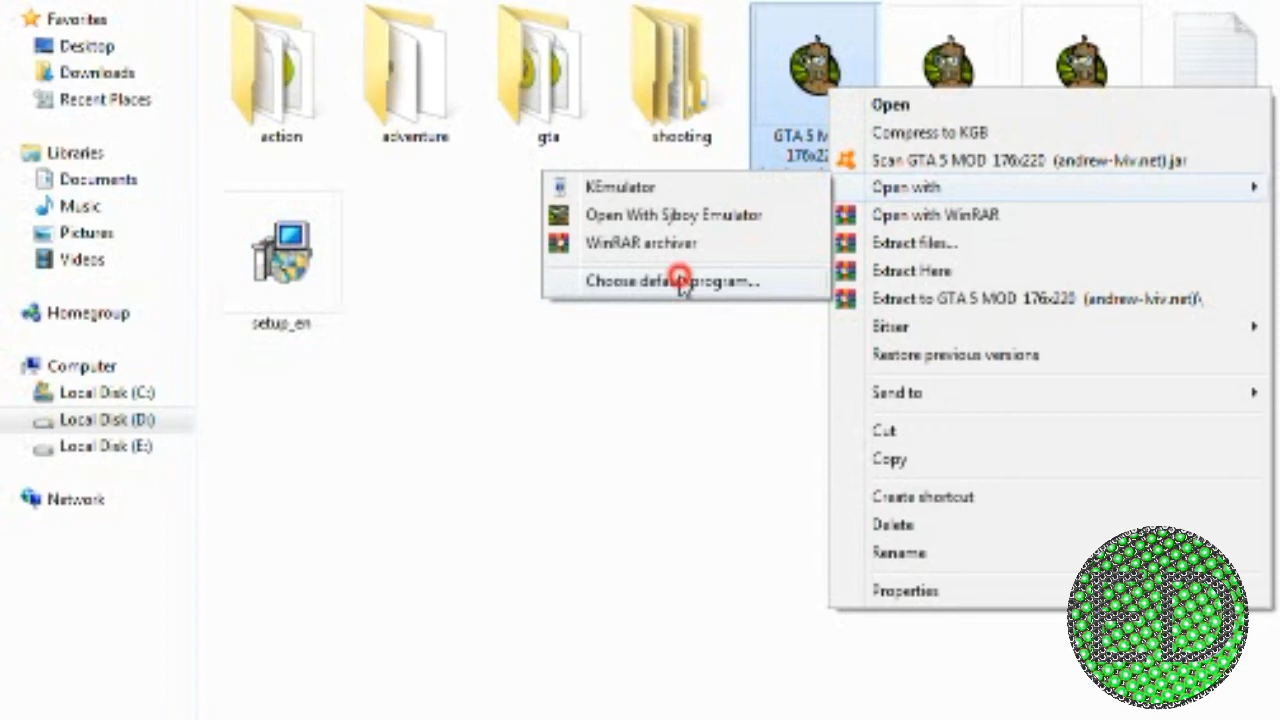 Favorites
Desktop
Downloads
Recent Places
Libraries
Documents
Music
Pictures
Videos
Homegroup
Computer
Local Disk (C:)
Local Disk (D:)
Local Disk (E:)
Network
action
adventure
gta
shooting
GTA 5 M
176x22
setup_en
KEmulator
Open With Sjboy Emulator
WinRAR archiver
Choose default program...
Open
Compress to KGB
Scan GTA 5 MOD 176x220 (andrew-lviv.net).jar
Open with
Open with WinRAR
Extract files...
Extract Here
Extract to GTA 5 MOD 176x220 (andrew-lviv.net)\
Bitser
Restore previous versions
Send to
Cut
Copy
Create shortcut
Delete
Rename
Properties
ED